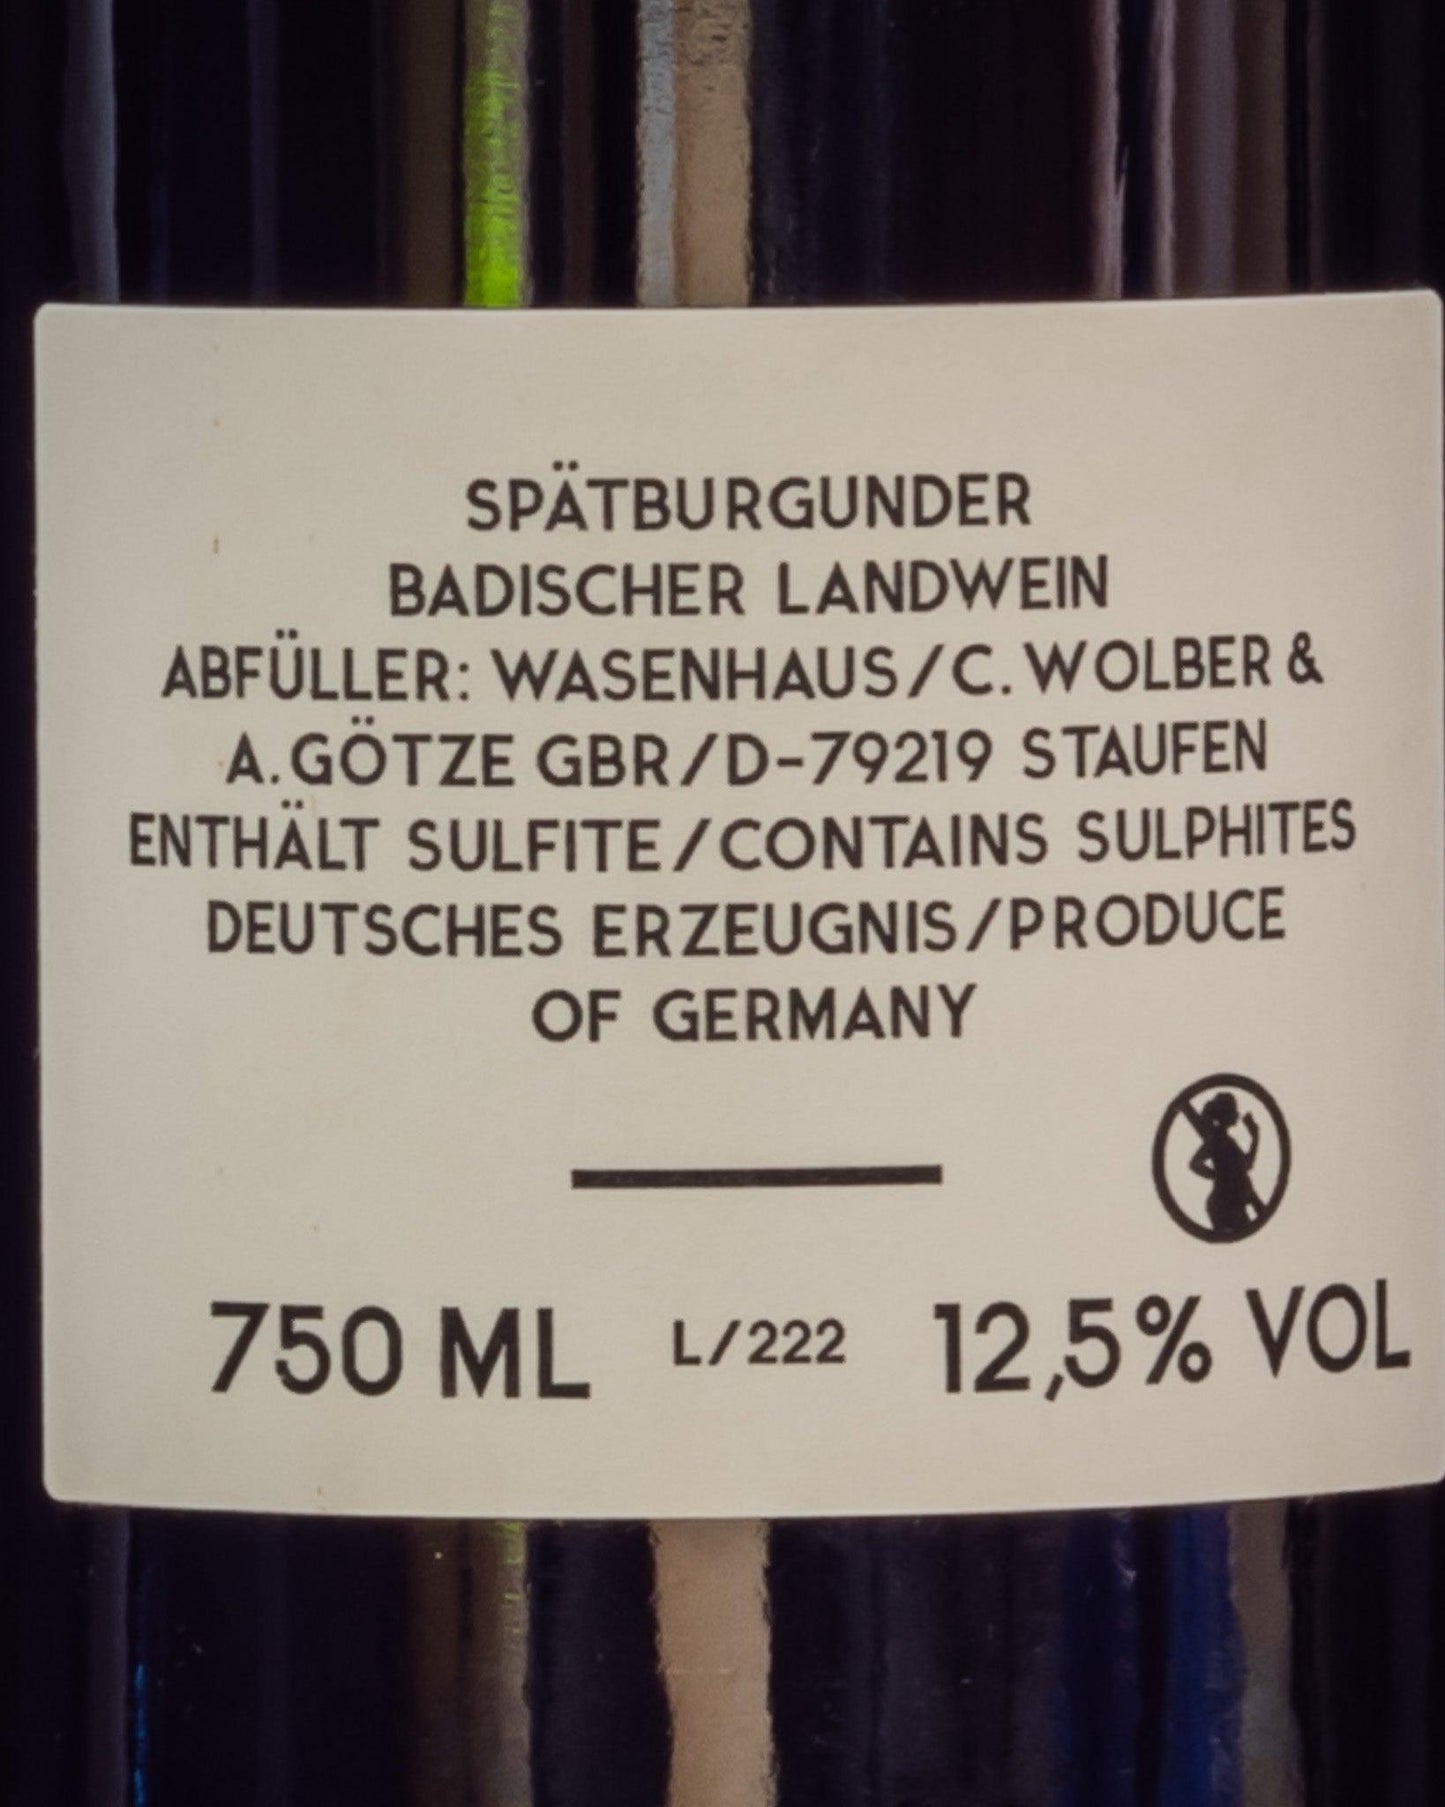 SPÄTBURGUNDER
BADISCHER LANDWEIN
ABFÜLLER: WASENHAUS/C. WOLBER &
A. GÖTZE GBR/D-79219 STAUFEN
ENTHÄLT SULFITE/CONTAINS SULPHITES
DEUTSCHES ERZEUGNIS/PRODUCE
OF GERMANY
750 ML L/222 12,5% VOL